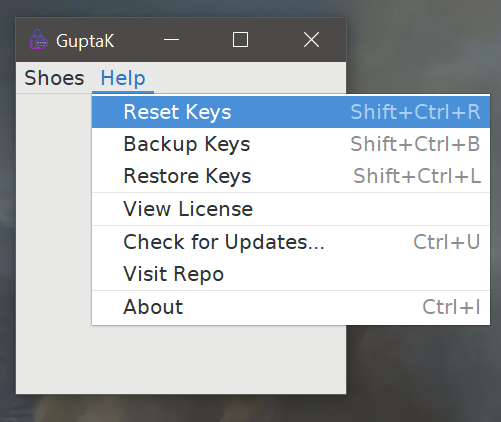 GuptaK
Shoes Help
Reset Keys Shift+Ctrl+R
Backup Keys Shift+Ctrl+B
Restore Keys Shift+Ctrl+L
View License
Check for Updates... Ctrl+U
Visit Repo
About Ctrl+I